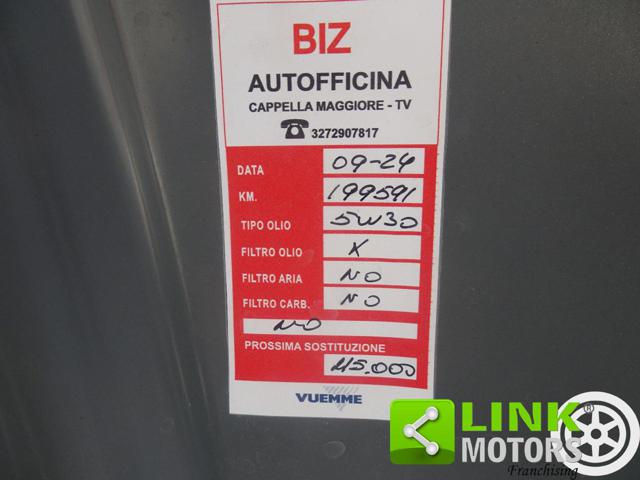 BIZ
AUTOFFICINA
CAPPELLA MAGGIORE - TV
☎ 3272907817
DATA 09-24
KM. 199591
TIPO OLIO 5W30
FILTRO OLIO X
FILTRO ARIA NO
FILTRO CARB. NO
NO
PROSSIMA SOSTITUZIONE
215.000
VUEMME
LINK
MOTORS
Franchising